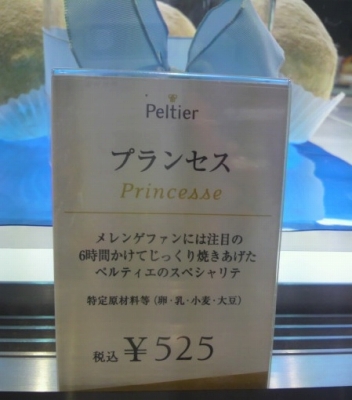 Peltier
プランセス
Princesse
メレンゲファンには注目の
6時間かけてじっくり焼きあげた
ペルティエのスペシャリテ
特定原材料等(卵・乳・小麦・大豆)
税込 ¥525